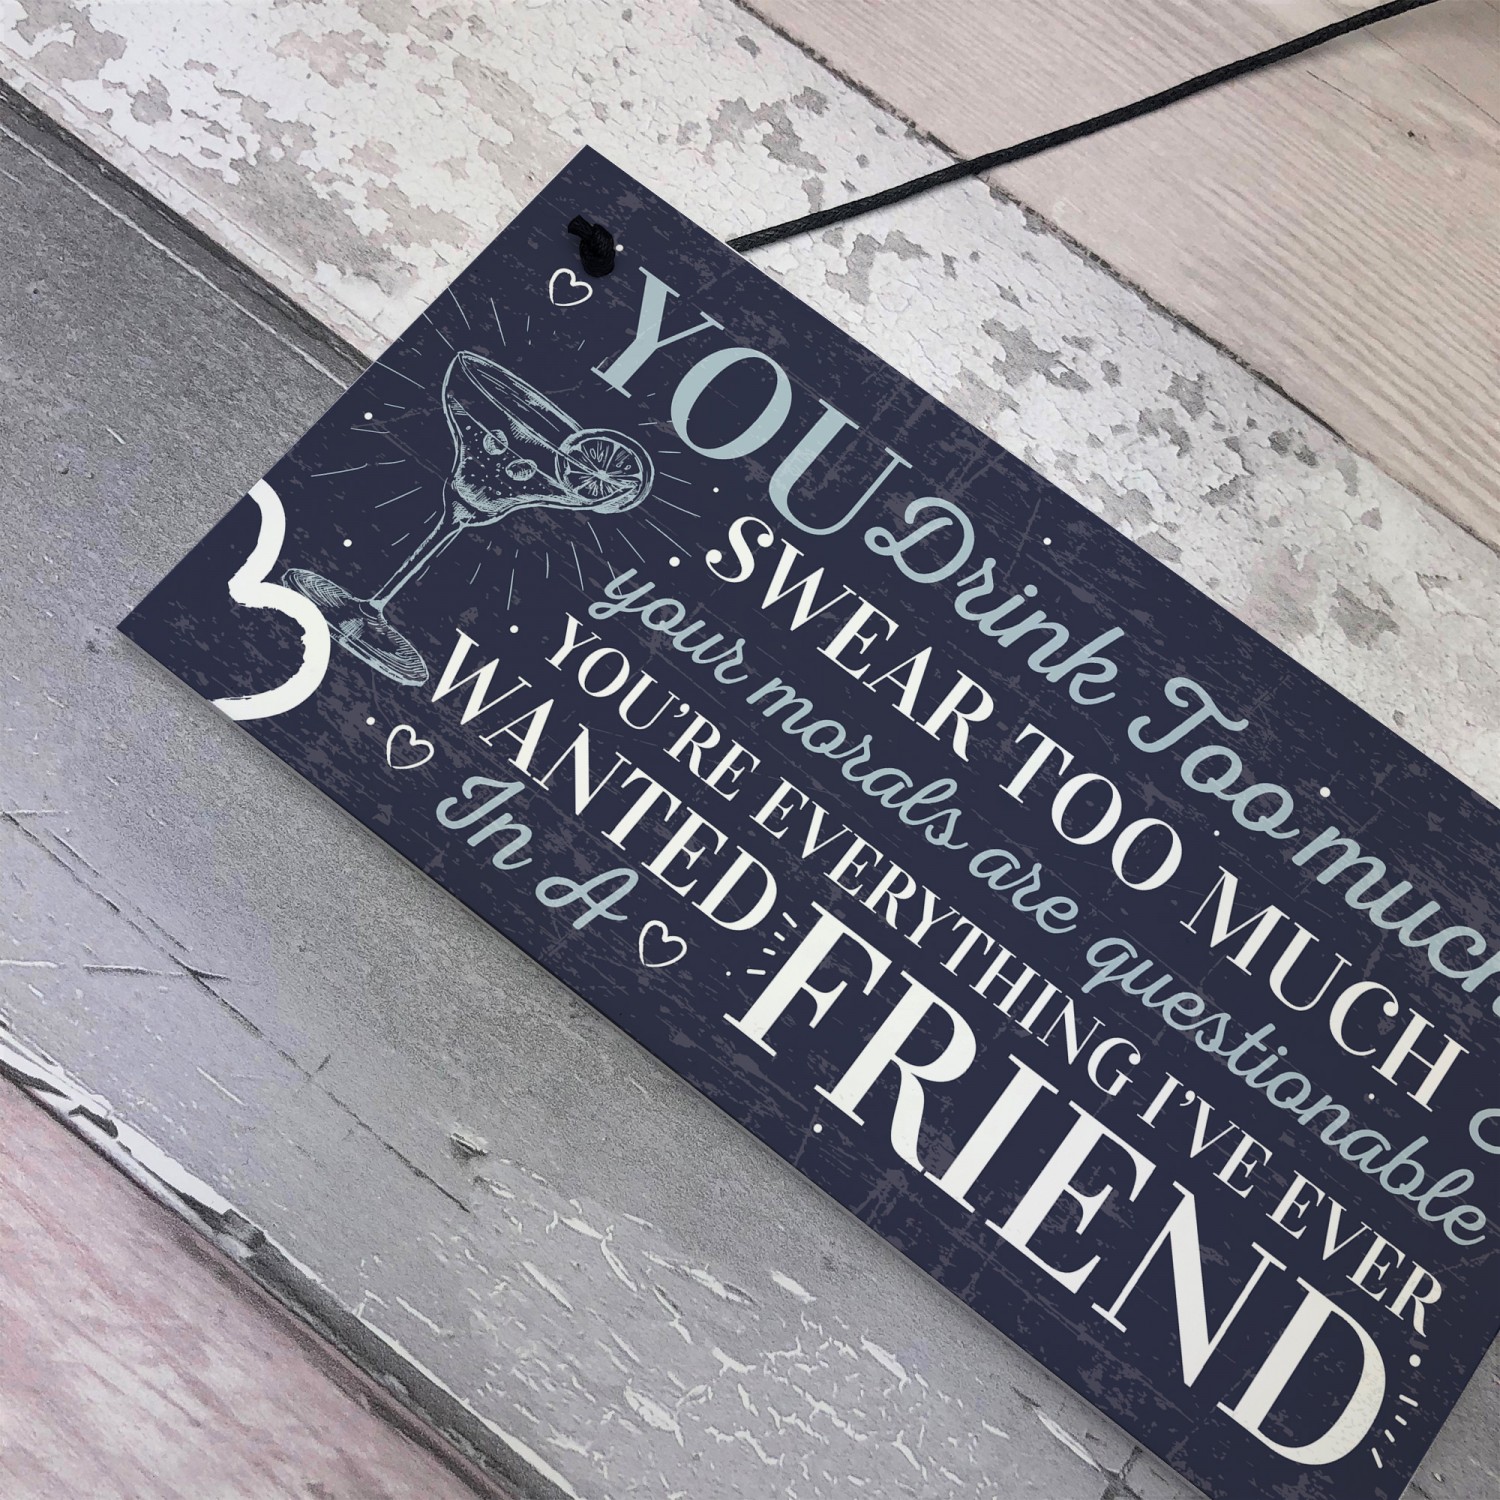 YOU Drink Too much
SWEAR TOO MUCH &
your morals are questionable
YOU'RE EVERYTHING I'VE EVER
WANTED
In A
FRIEND